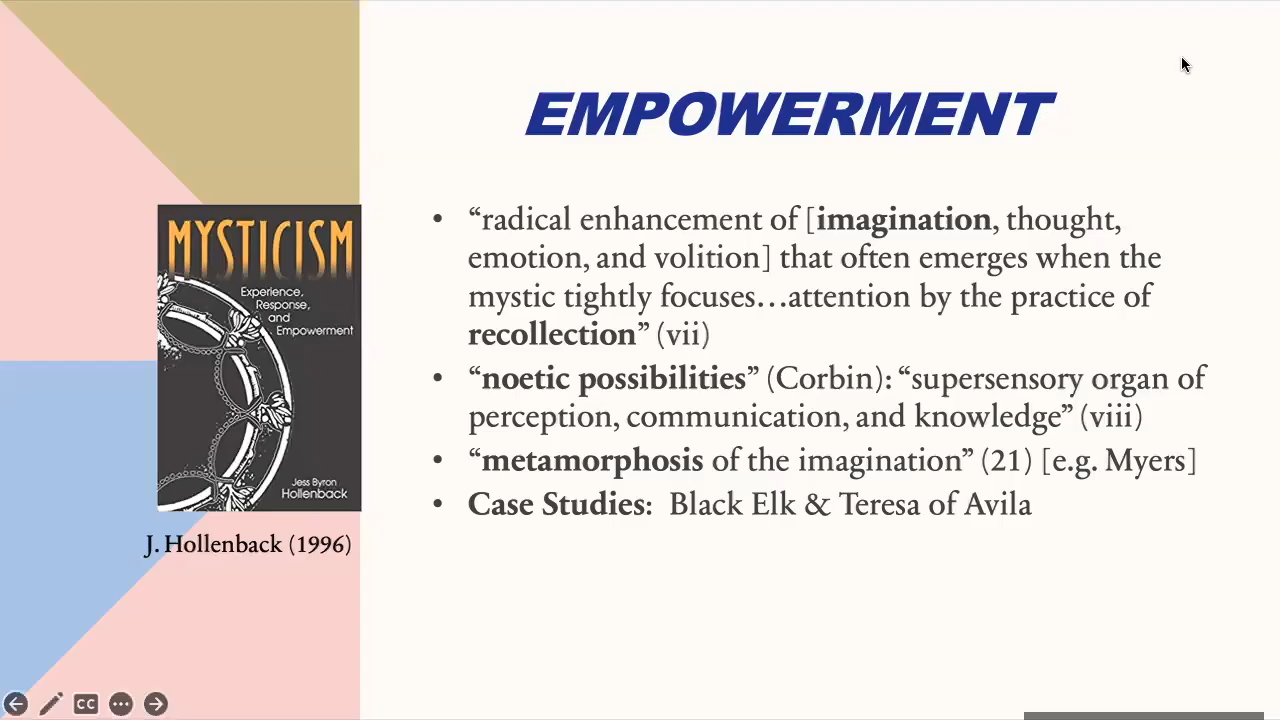 EMPOWERMENT
• “radical enhancement of [imagination, thought,
emotion, and volition] that often emerges when the
mystic tightly focuses…attention by the practice of
recollection” (vii)
• “noetic possibilities” (Corbin): “supersensory organ of
perception, communication, and knowledge” (viii)
• “metamorphosis of the imagination” (21) [e.g. Myers]
• Case Studies:  Black Elk & Teresa of Avila
MYSTICISM
Experience,
Response,
and
Empowerment
Jess Byron
Hollenback
J. Hollenback (1996)
CC